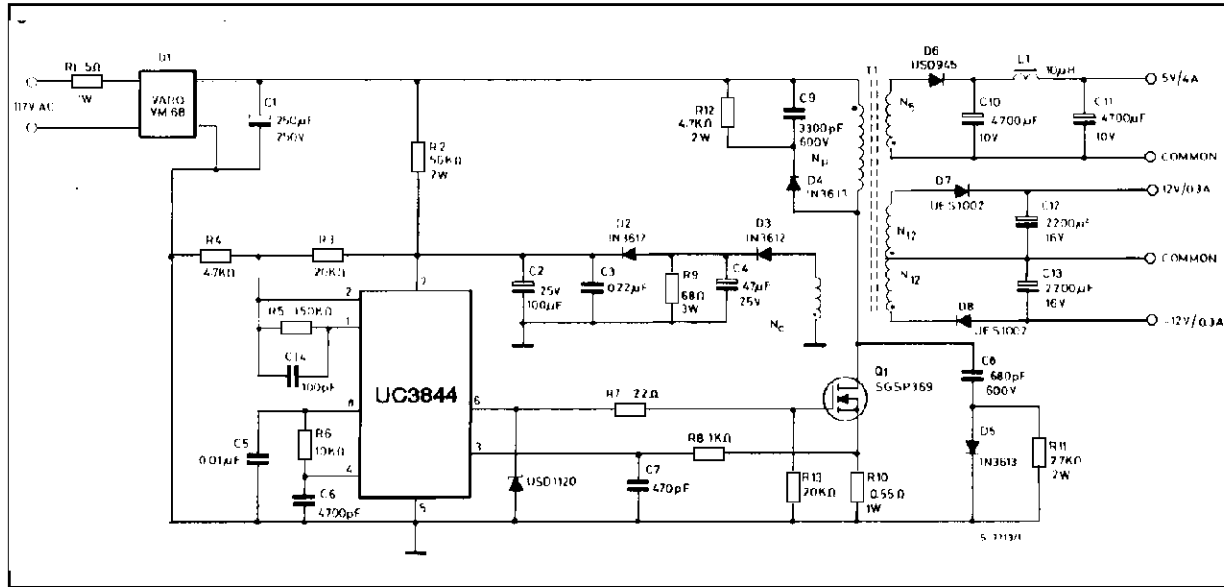 R1 5Ω
1W
117V AC
D1
VARO
VM 68
C1
250µF
250V
R2
56KΩ
2W
R12
4.7KΩ
2W
C9
3300pF
600V
NP
D4
1N3613
T1
D6
USD945
L1
10µH
5V/4A
N5
C10
4700µF
10V
C11
4700µF
10V
COMMON
D7
UES1002
12V/0.3A
N12
C12
2200µF
16V
COMMON
N12
C13
2200µF
16V
D8
UES1002
-12V/0.3A
R4
4.7KΩ
R3
20KΩ
D2
1N3612
D3
1N3612
C2
25V
100µF
C3
0.22µF
R9
68Ω
3W
C4
47µF
25V
NC
7
2
R5 150KΩ
1
C14
100pF
UC3844
8
6
R7 22Ω
Q1
SGSP369
C8
680pF
600V
C5
0.01µF
R6
10KΩ
4
3
R8 1KΩ
C6
4700pF
5
USD1120
C7
470pF
R13
20KΩ
R10
0.55Ω
1W
D5
1N3613
R11
2.7KΩ
2W